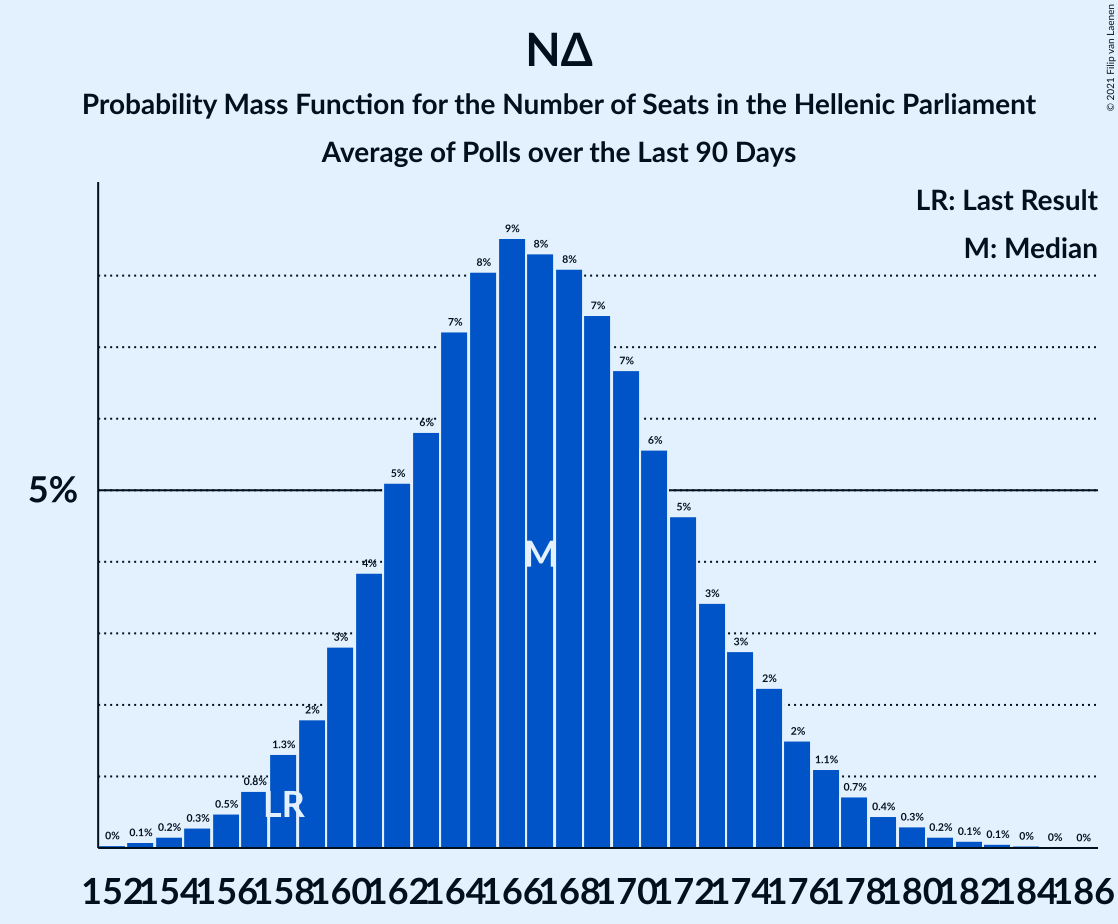 © 2021 Filip van Laenen
ΝΔ
Probability Mass Function for the Number of Seats in the Hellenic Parliament
Average of Polls over the Last 90 Days
LR: Last Result
M: Median
5%
0% 0.1% 0.2% 0.3% 0.5% 0.8% 1.3% 2% 3% 4% 5% 6% 7% 8% 9% 8% 8% 7% 7% 6% 5% 3% 3% 2% 2% 1.1% 0.7% 0.4% 0.3% 0.2% 0.1% 0.1% 0% 0% 0%
M
LR
152 154 156 158 160 162 164 166 168 170 172 174 176 178 180 182 184 186